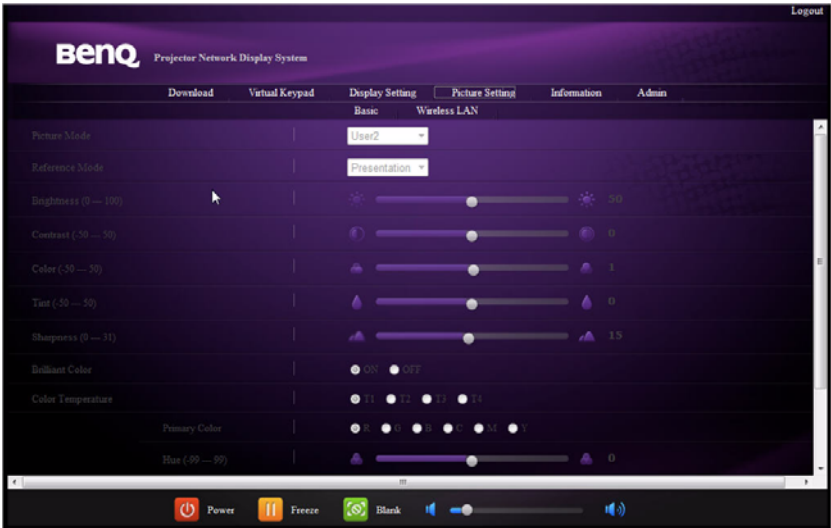 Logout
BenQ Projector Network Display System
Download Virtual Keypad Display Setting Picture Setting Information Admin
Basic Wireless LAN
Picture Mode User2
Reference Mode Presentation
Brightness (0 — 100) 50
Contrast (-50 — 50) 0
Color (-50 — 50) 1
Tint (-50 — 50) 0
Sharpness (0 — 31) 15
Brilliant Color ON OFF
Color Temperature T1 T2 T3 T4
Primary Color R G B C M Y
Hue (-99 — 99) 0
Power Freeze Blank